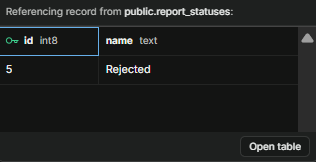 Referencing record from public.report_statuses:
id int8 name text
5 Rejected
Open table